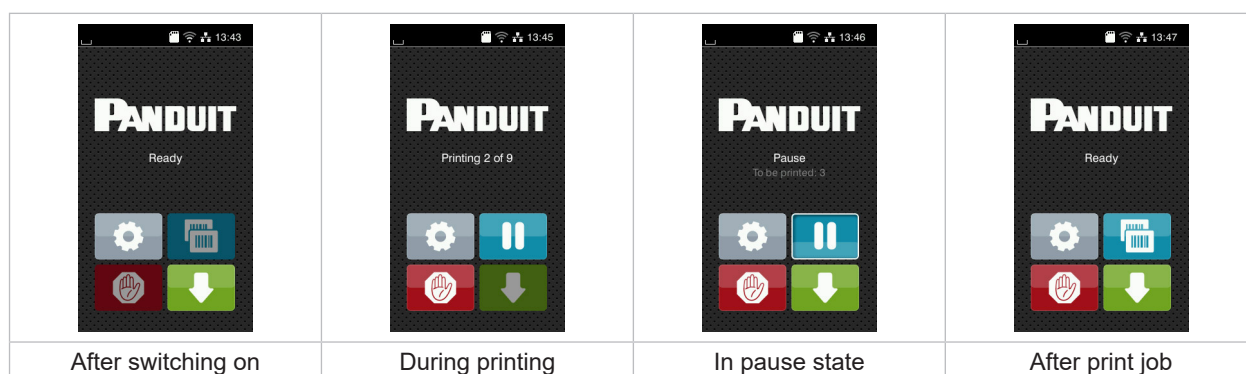 13:43
PANDUIT
Ready
After switching on
13:45
PANDUIT
Printing 2 of 9
During printing
13:46
PANDUIT
Pause
To be printed: 3
In pause state
13:47
PANDUIT
Ready
After print job